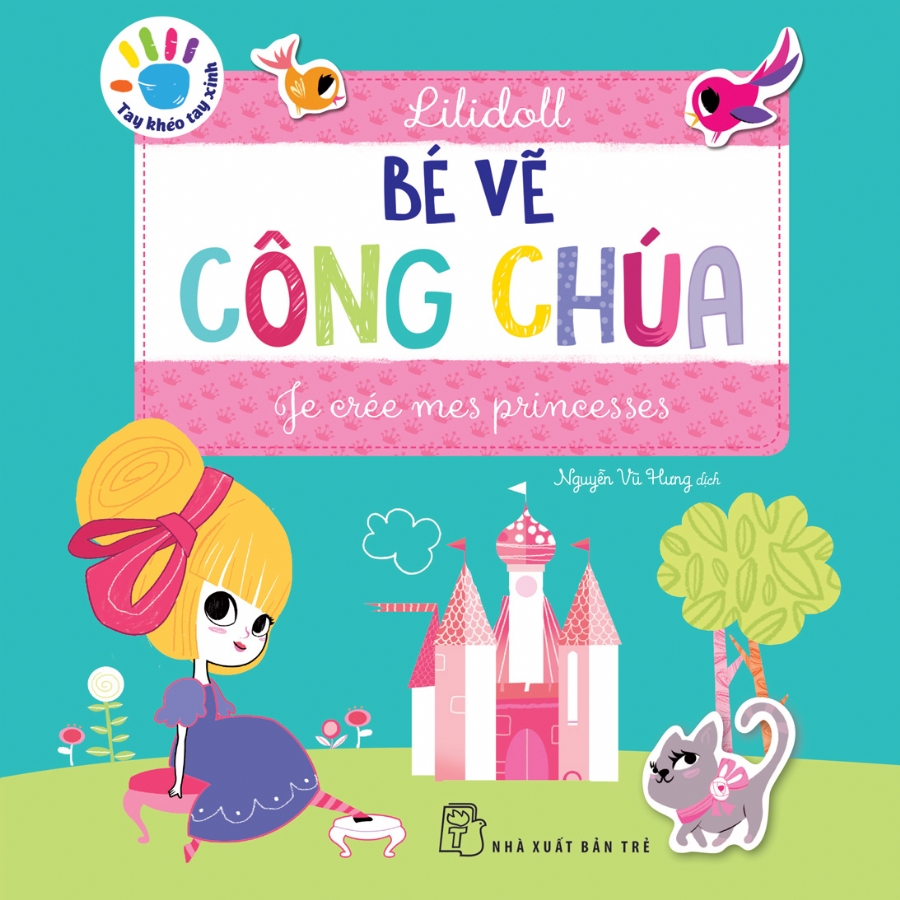 Tay khéo tay xinh
Lilidoll
BÉ VẼ
CÔNG CHÚA
Je crée mes princesses
Nguyễn Vũ Hưng dịch
NHÀ XUẤT BẢN TRẺ